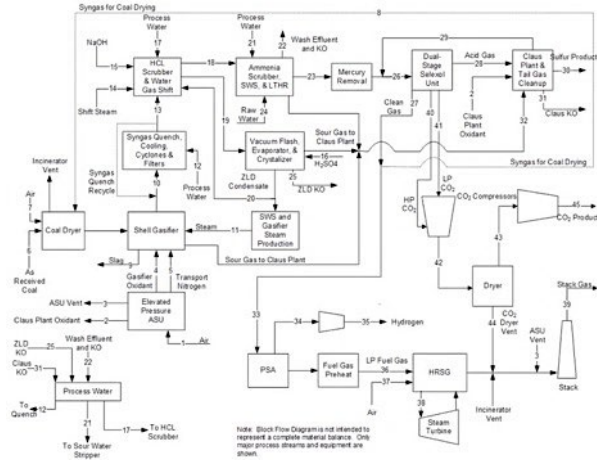 Syngas for Coal Drying
8
Process
Water
17
Process
Water
21
Wash Effluent
and KO
22
NaOH
15
HCL
Scrubber &
Water
Gas Shift
18
Ammonia
Scrubber,
SWS, & LTHR
23
Mercury
Removal
26
29
Dual-
Stage
Selexol
Unit
Acid Gas
28
Claus
Plant &
Tail Gas
Cleanup
Sulfur Product
30
31
Claus KO
14
Shift Steam
13
Raw
Water
24
Clean Gas
27
2
Claus
Plant
Oxidant
32
40
41
19
Syngas Quench,
Cooling,
Cyclones &
Filters
12
Process
Water
Vacuum Flash,
Evaporator, &
Crystalizer
Sour Gas to
Claus Plant
16
H2SO4
25
ZLD KO
ZLD
Condensate
20
Syngas for Coal Drying
Incinerator
Vent
Syngas
Quench
Recycle
10
Air
7
Coal Dryer
6
As
Received
Coal
Shell Gasifier
Steam
11
SWS and
Gasifier
Steam
Production
Slag
9
Sour Gas to Claus Plant
HP
CO2
LP
CO2
CO2 Compressors
45
CO2 Product
43
42
Dryer
Gasifier
Oxidant
4
5
Transport
Nitrogen
ASU Vent
3
Claus Plant Oxidant
2
Elevated
Pressure
ASU
1
Air
33
34
35
Hydrogen
44
CO2
Dryer
Vent
ASU
Vent
3
Stack Gas
39
Stack
PSA
Fuel Gas
Preheat
LP Fuel Gas
36
37
Air
HRSG
38
Steam
Turbine
Incinerator
Vent
ZLD
KO
25
Wash Effluent
and KO
22
Claus
KO
31
Process Water
12
To
Quench
21
To Sour Water
Stripper
17
To HCL
Scrubber
Note: Block Flow Diagram is not intended to
represent a complete material balance. Only
major process streams and equipment are
shown.